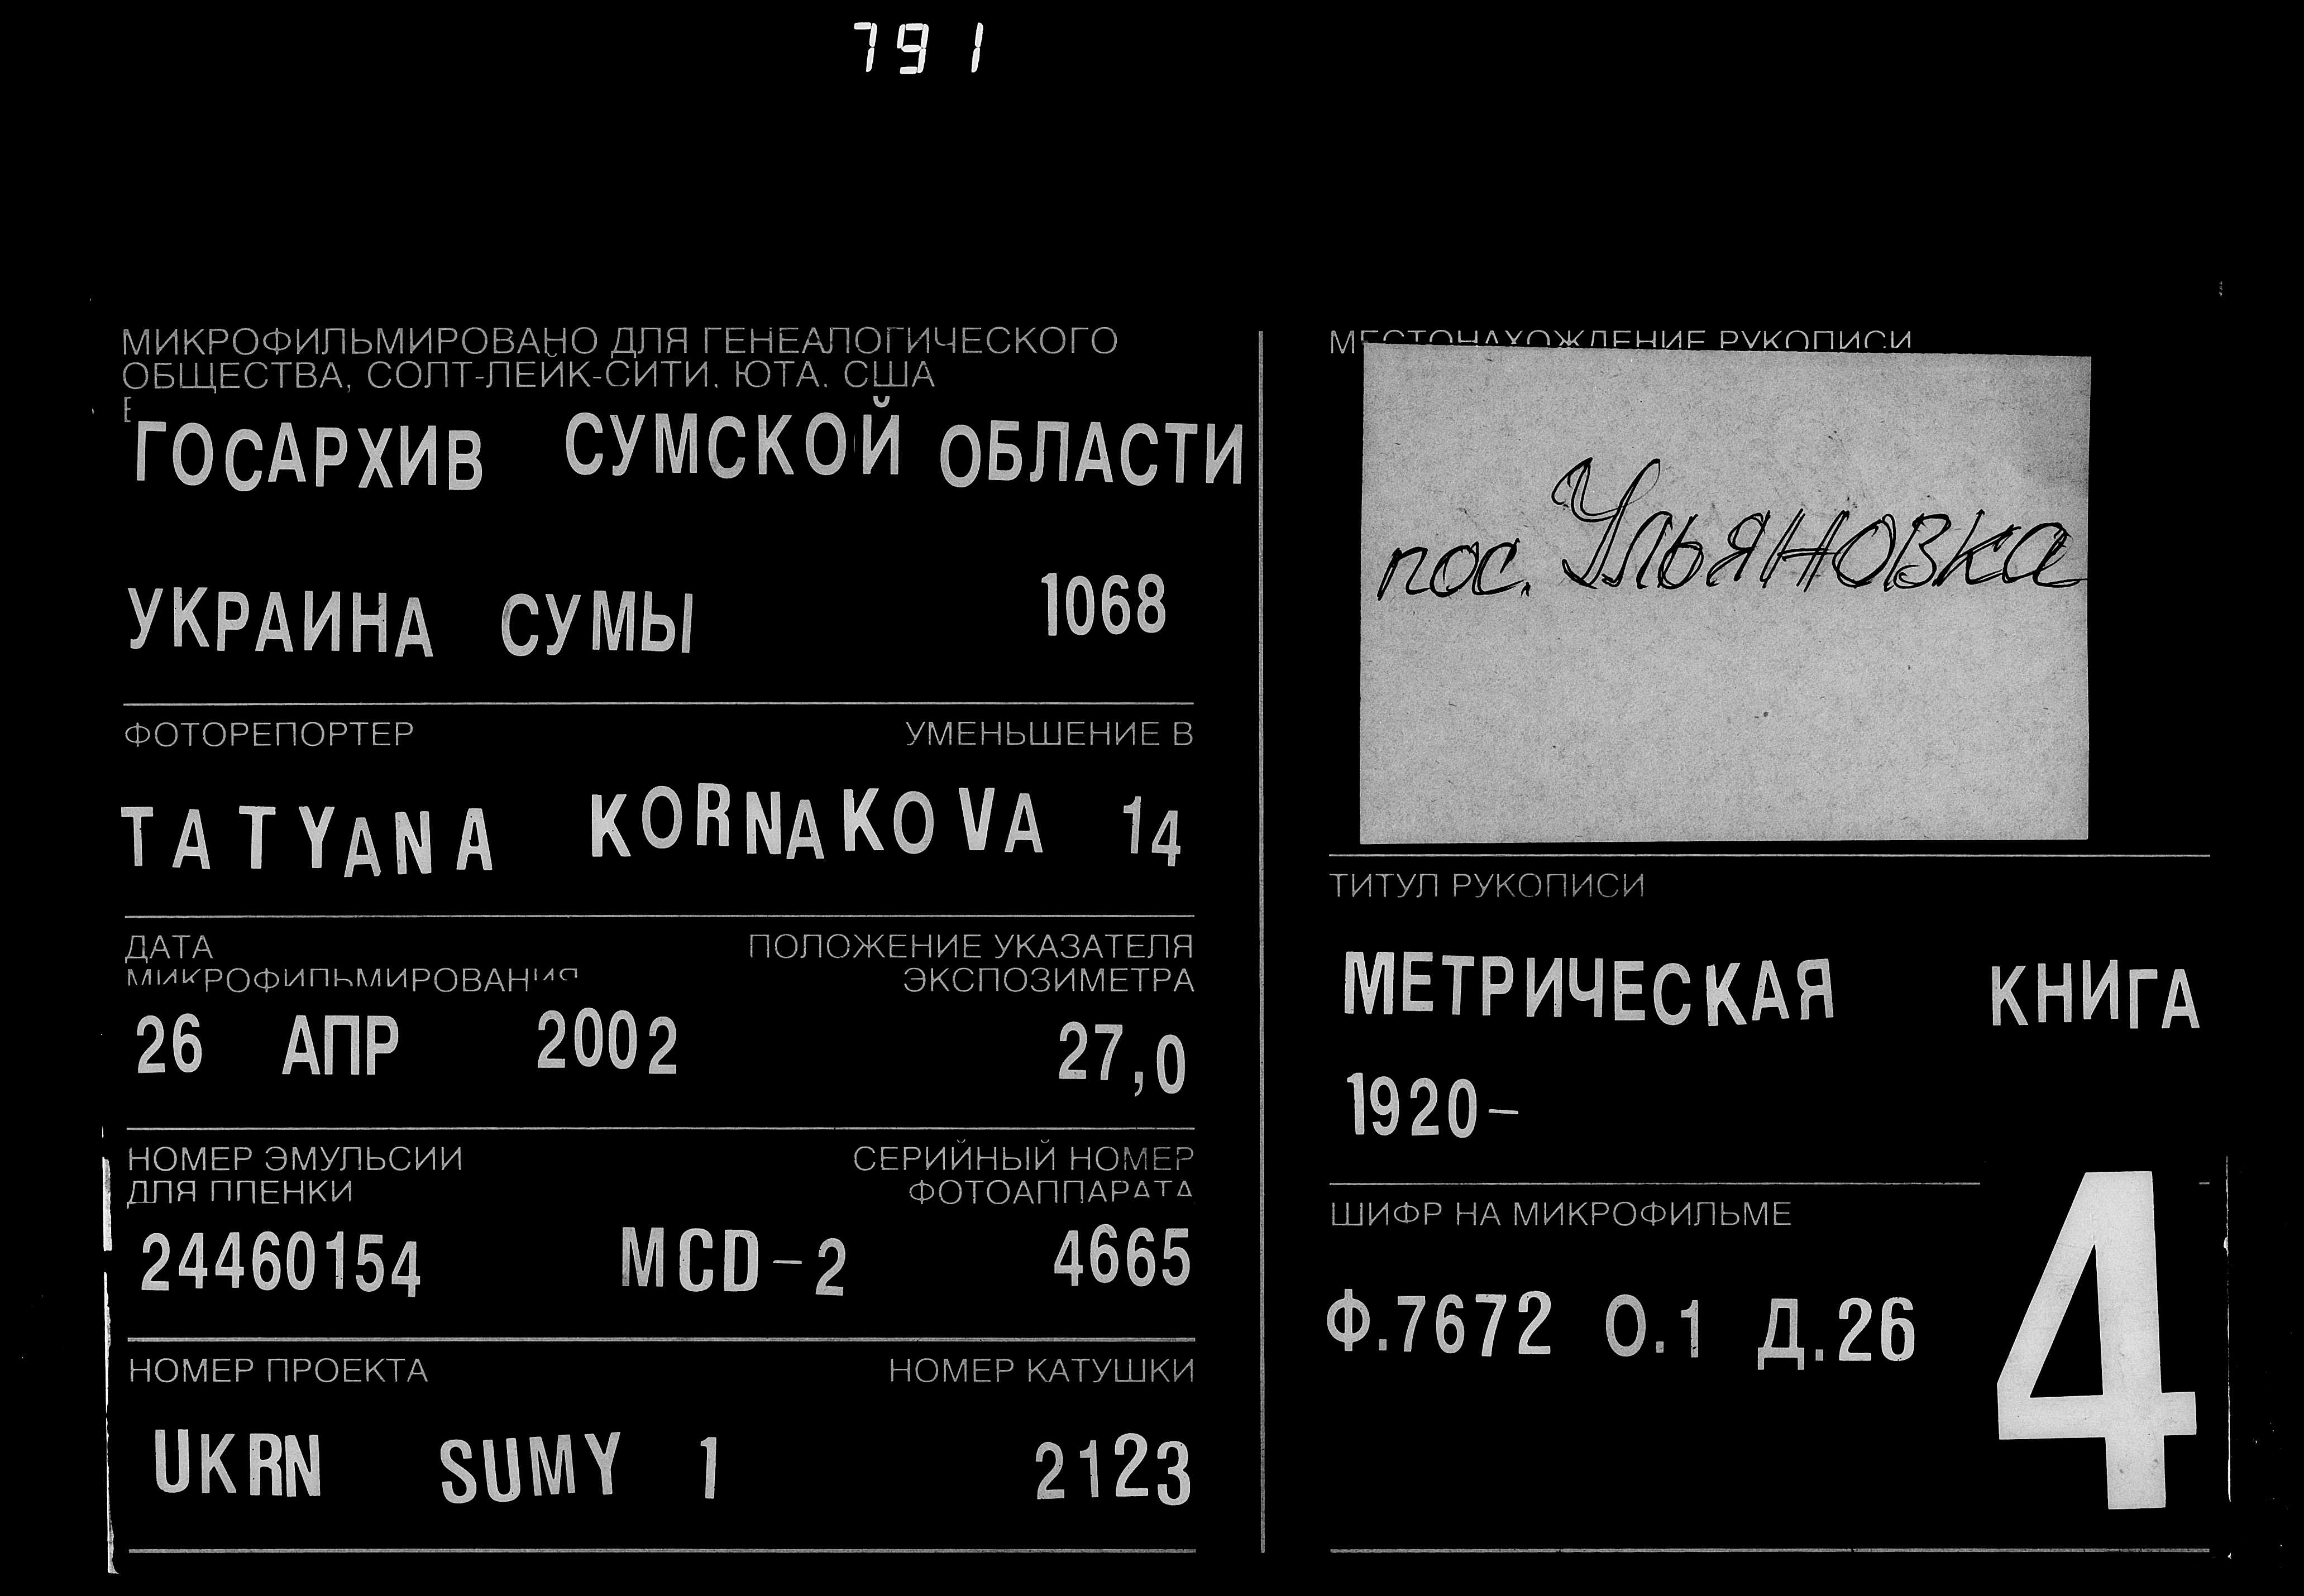 791
МИКРОФИЛЬМИРОВАНО ДЛЯ ГЕНЕАЛОГИЧЕСКОГО
ОБЩЕСТВА, СОЛТ-ЛЕЙК-СИТИ, ЮТА, США
ГОСАРХИВ СУМСКОЙ ОБЛАСТИ
УКРАИНА СУМЫ 1068
ФОТОРЕПОРТЕР УМЕНЬШЕНИЕ В
TATYANA KORNAKOVA 14
ДАТА ПОЛОЖЕНИЕ УКАЗАТЕЛЯ
МИКРОФИЛЬМИРОВАНИЯ ЭКСПОЗИМЕТРА
26 АПР 2002 27,0
НОМЕР ЭМУЛЬСИИ СЕРИЙНЫЙ НОМЕР
ДЛЯ ПЛЕНКИ ФОТОАППАРАТА
24460154 MCD-2 4665
НОМЕР ПРОЕКТА НОМЕР КАТУШКИ
UKRN SUMY 1 2123
МЕСТОНАХОЖДЕНИЕ РУКОПИСИ
пос. Ульяновка
ТИТУЛ РУКОПИСИ
МЕТРИЧЕСКАЯ КНИГА
1920-
ШИФР НА МИКРОФИЛЬМЕ
Ф.7672 О.1 Д.26
4